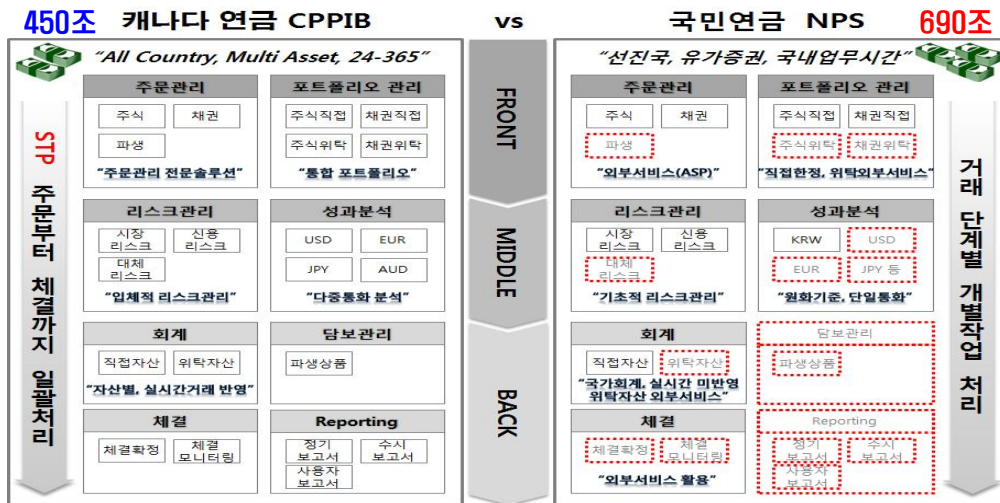 450조 캐나다 연금 CPPIB vs 국민연금 NPS 690조
"All Country, Multi Asset, 24-365"
STP 주문부터 체결까지 일괄처리
주문관리
주식 채권
파생
"주문관리 전문솔루션"
포트폴리오 관리
주식직접 채권직접
주식위탁 채권위탁
"통합 포트폴리오"
리스크관리
시장
리스크
신용
리스크
대체
리스크
"입체적 리스크관리"
성과분석
USD EUR
JPY AUD
"다중통화 분석"
회계
직접자산 위탁자산
"자산별, 실시간거래 반영"
담보관리
파생상품
체결
체결확정
체결
모니터링
Reporting
정기
보고서
수시
보고서
사용자
보고서
FRONT
MIDDLE
BACK
"선진국, 유가증권, 국내업무시간"
주문관리
주식 채권
파생
"외부서비스(ASP)"
포트폴리오 관리
주식직접 채권직접
주식위탁 채권위탁
"직접한정, 위탁외부서비스"
리스크관리
시장
리스크
신용
리스크
대체
리스크
"기초적 리스크관리"
성과분석
KRW USD
EUR JPY 등
"원화기준, 단일통화"
회계
직접자산 위탁자산
"국가회계, 실시간 미반영
위탁자산 외부서비스"
담보관리
파생상품
체결
체결확정
체결
모니터링
"외부서비스 활용"
Reporting
정기
보고서
수시
보고서
사용자
보고서
거래 단계별 개별작업 처리